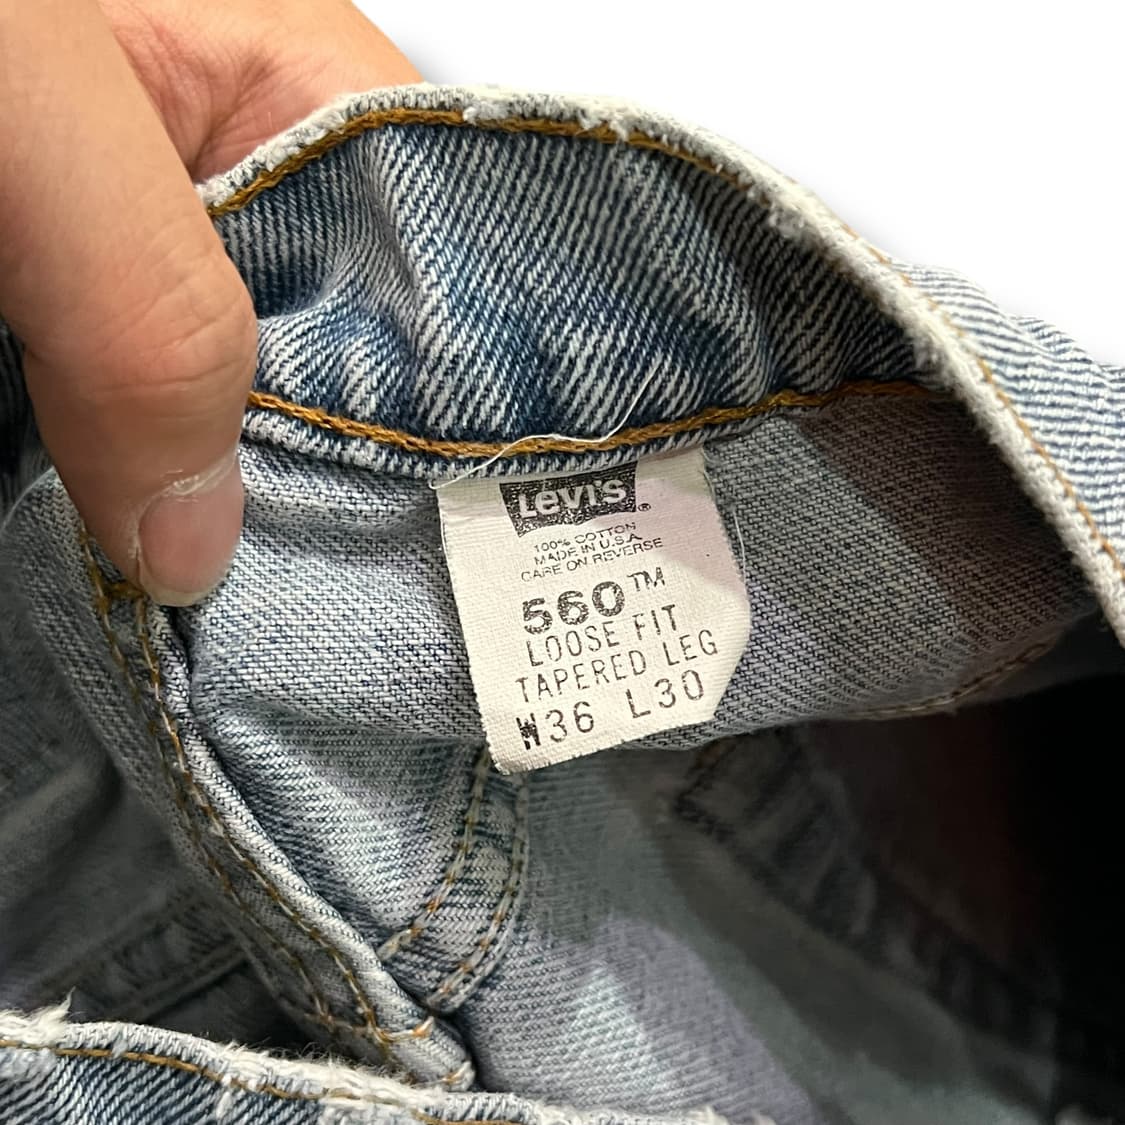 Levi's®
100% COTTON
MADE IN U.S.A.
CARE ON REVERSE
560™
LOOSE FIT
TAPERED LEG
W36 L30